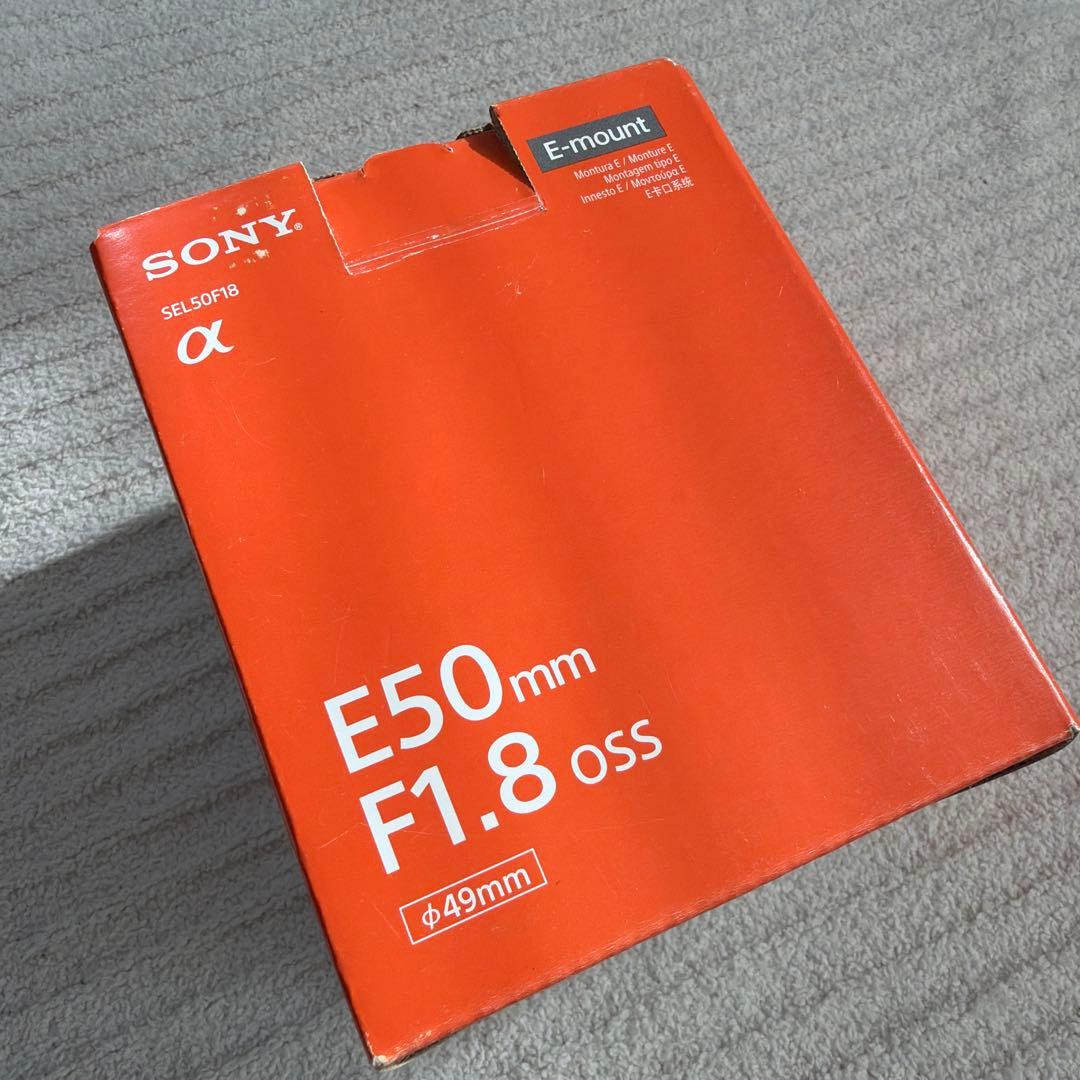 SONY®
SEL50F18
α
E-mount
Montura E / Monture E
Montagem tipo E
Innesto E / Μοντούρα E
E卡口系统
E50mm
F1.8 OSS
φ49mm